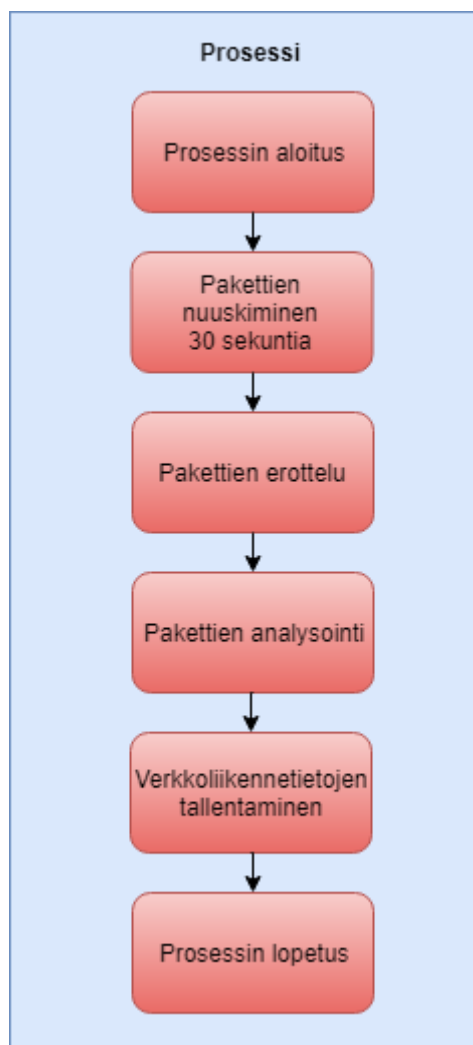 Prosessi
Prosessin aloitus
Pakettien
nuuskiminen
30 sekuntia
Pakettien erottelu
Pakettien analysointi
Verkkoliikennetietojen
tallentaminen
Prosessin lopetus